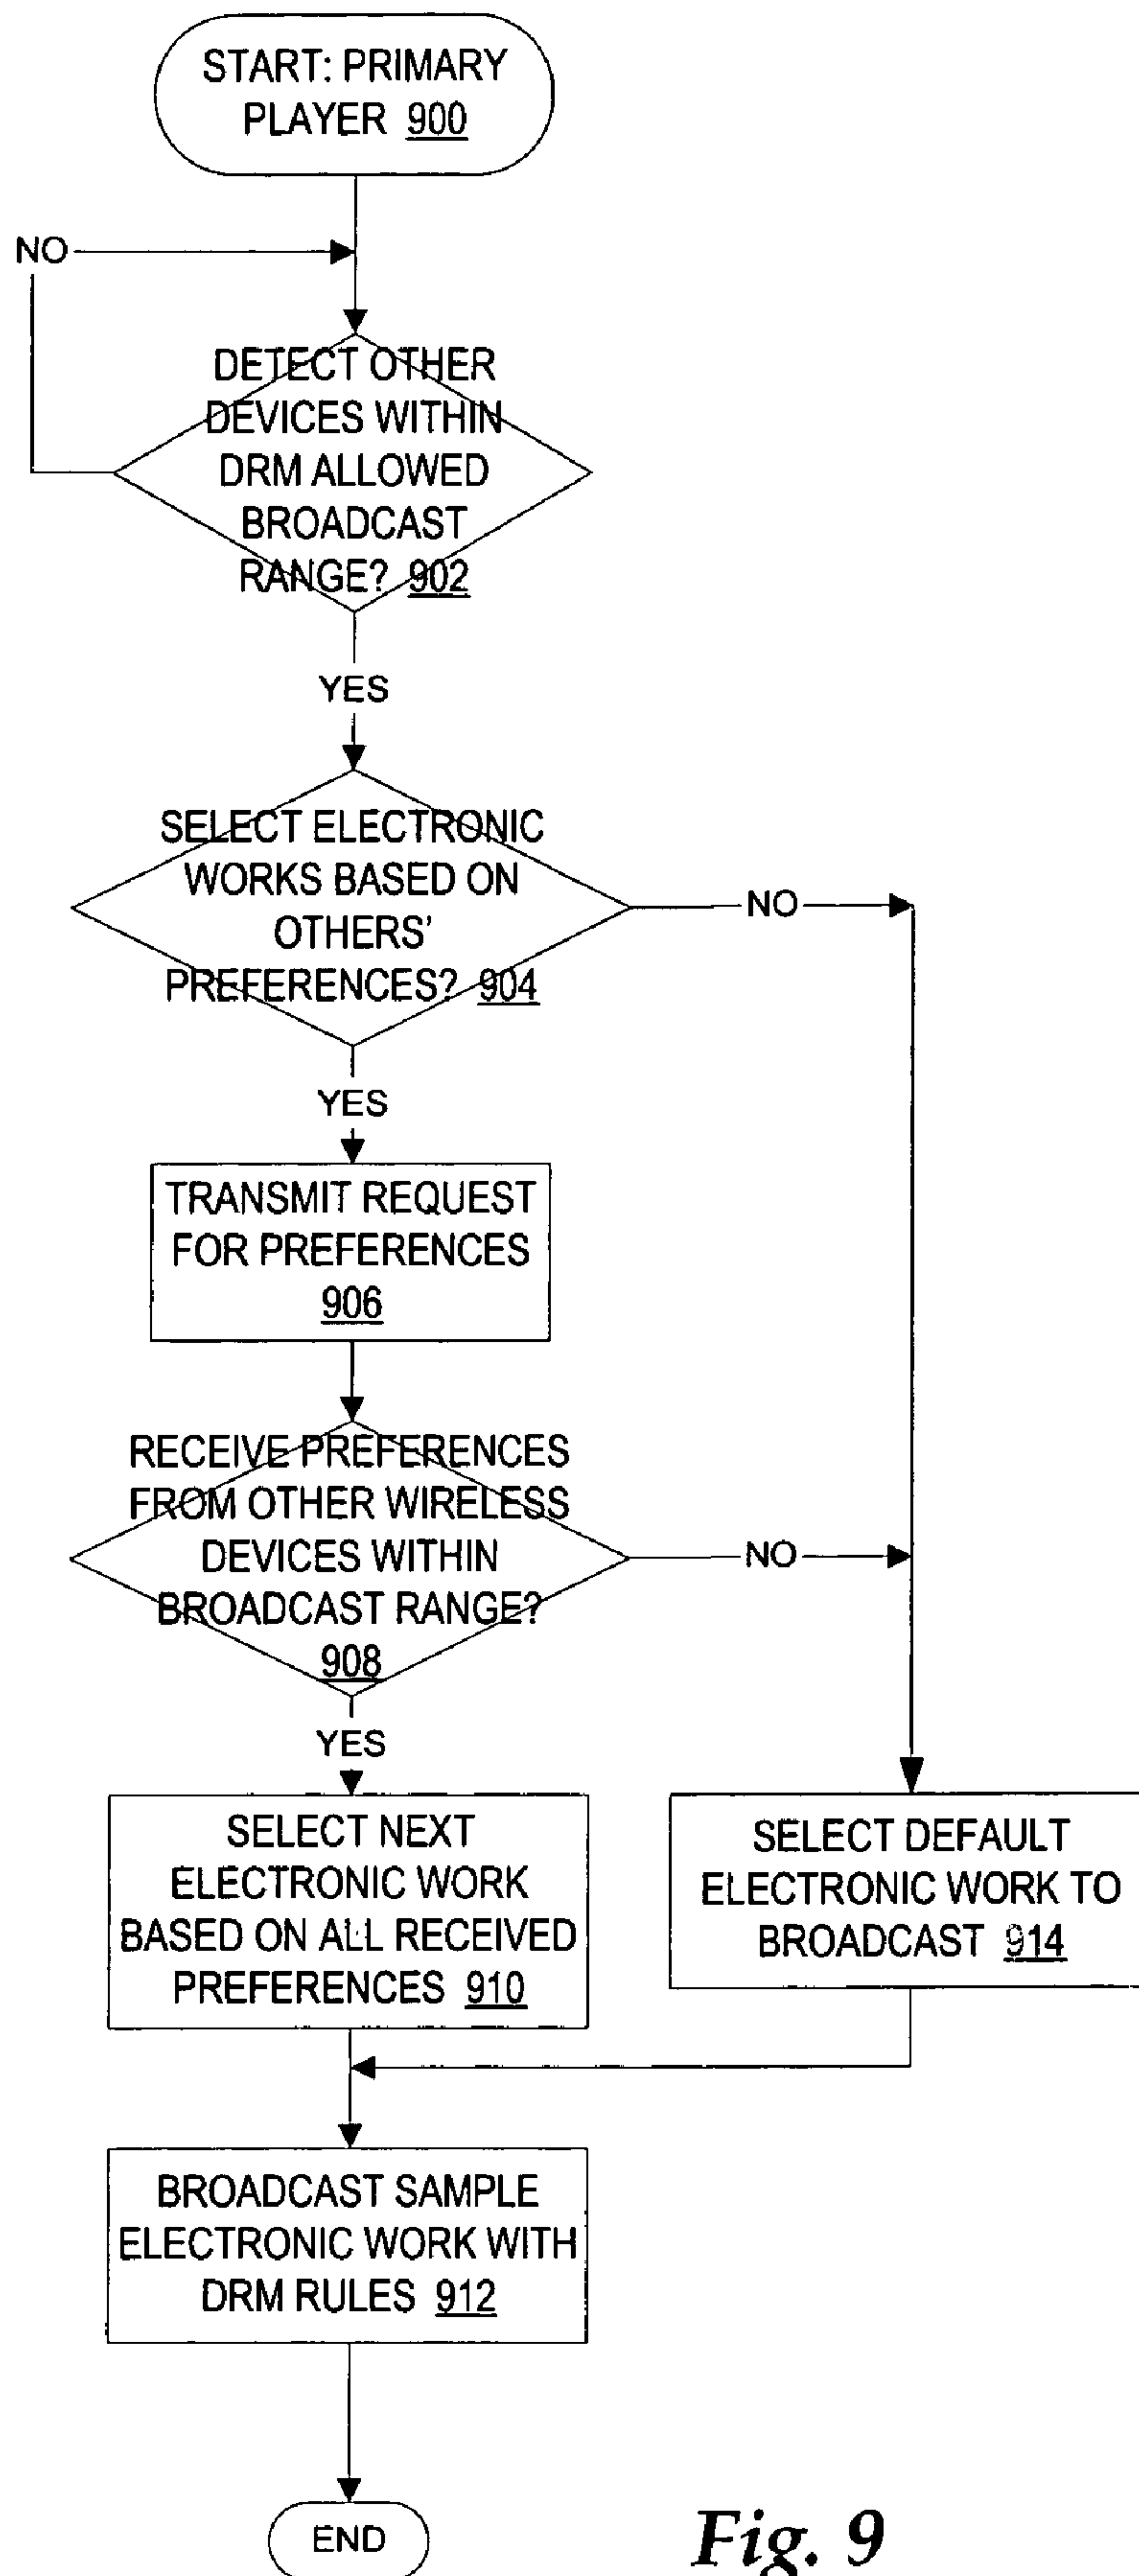 START: PRIMARY
PLAYER 900
NO
DETECT OTHER
DEVICES WITHIN
DRM ALLOWED
BROADCAST
RANGE? 902
YES
SELECT ELECTRONIC
WORKS BASED ON
OTHERS'
PREFERENCES? 904
NO
YES
TRANSMIT REQUEST
FOR PREFERENCES
906
RECEIVE PREFERENCES
FROM OTHER WIRELESS
DEVICES WITHIN
BROADCAST RANGE?
908
NO
YES
SELECT NEXT
ELECTRONIC WORK
BASED ON ALL RECEIVED
PREFERENCES 910
SELECT DEFAULT
ELECTRONIC WORK TO
BROADCAST 914
BROADCAST SAMPLE
ELECTRONIC WORK WITH
DRM RULES 912
END
Fig. 9